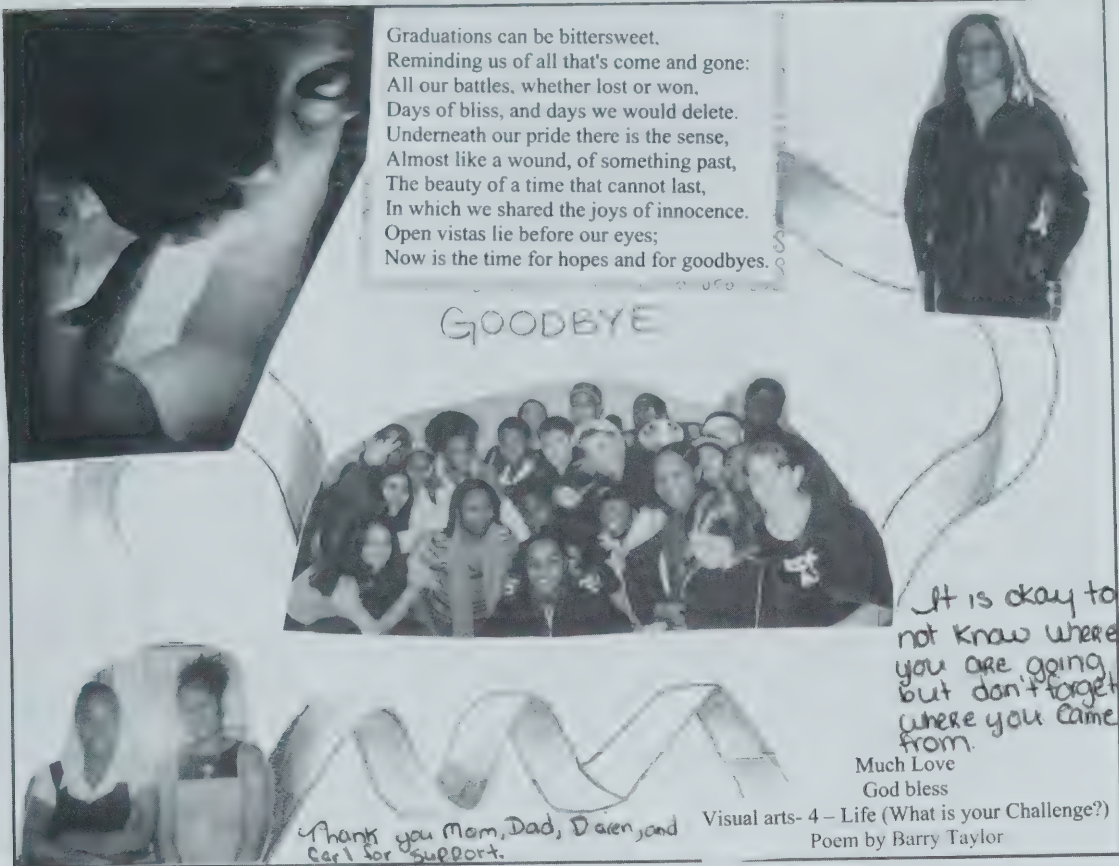 Graduations can be bittersweet,
Reminding us of all that's come and gone:
All our battles, whether lost or won,
Days of bliss, and days we would delete.
Underneath our pride there is the sense,
Almost like a wound, of something past,
The beauty of a time that cannot last,
In which we shared the joys of innocence.
Open vistas lie before our eyes;
Now is the time for hopes and for goodbyes.
GOODBYE
It is okay to
not know where
you are going
but don't forget
where you came
from.
Much Love
God bless
Visual arts- 4 – Life (What is your Challenge?)
Poem by Barry Taylor
Thank you Mom, Dad, Daren, and
Carl for support.